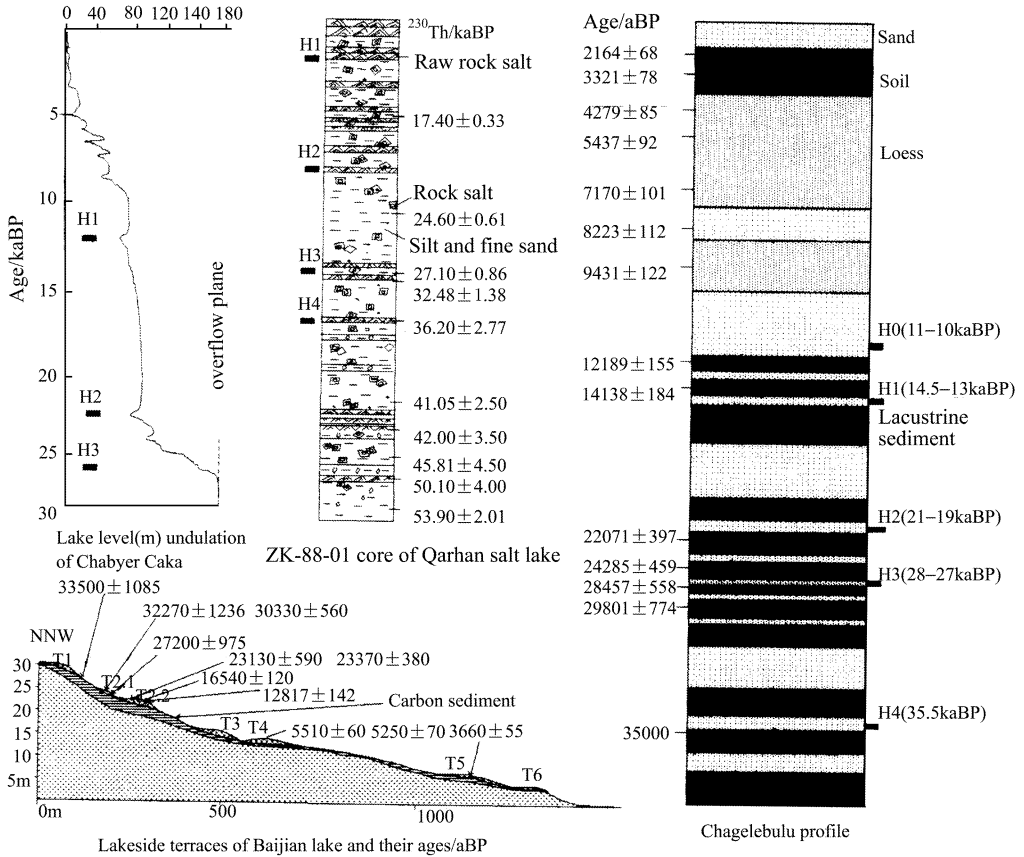 0 40 80 120 140 180
5
10
15
20
25
30
Age/kaBP
H1
H2
H3
overflow plane
Lake level(m) undulation
of Chabyer Caka
²³⁰Th/kaBP
H1
Raw rock salt
17.40±0.33
H2
Rock salt
24.60±0.61
Silt and fine sand
H3
27.10±0.86
32.48±1.38
H4
36.20±2.77
41.05±2.50
42.00±3.50
45.81±4.50
50.10±4.00
53.90±2.01
ZK-88-01 core of Qarhan salt lake
Age/aBP
Sand
2164±68
3321±78
Soil
4279±85
5437±92
Loess
7170±101
8223±112
9431±122
H0(11–10kaBP)
12189±155
14138±184
H1(14.5–13kaBP)
Lacustrine
sediment
H2(21–19kaBP)
22071±397
24285±459
H3(28–27kaBP)
28457±558
29801±774
H4(35.5kaBP)
35000
Chagelebulu profile
33500±1085
32270±1236 30330±560
NNW
27200±975
T1
23130±590 23370±380
T2.1
16540±120
T2.2
12817±142
Carbon sediment
T3 T4
5510±60 5250±70 3660±55
T5 T6
30
25
20
15
10
5m
0m 500 1000
Lakeside terraces of Baijian lake and their ages/aBP